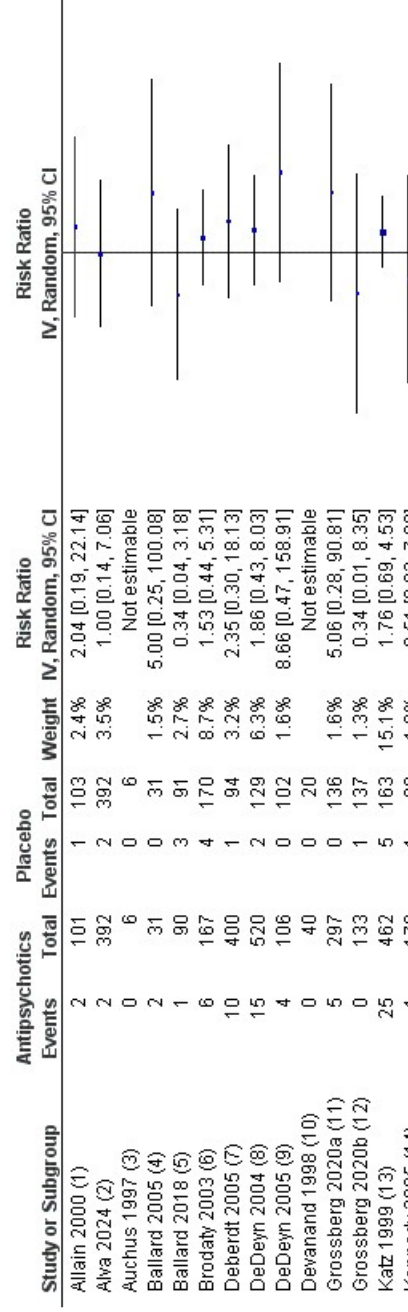 Antipsychotics Placebo Risk Ratio Risk Ratio
Study or Subgroup Events Total Events Total Weight IV, Random, 95% CI IV, Random, 95% CI
Allain 2000 (1) 2 101 1 103 2.4% 2.04 [0.19, 22.14]
Alva 2024 (2) 2 392 2 392 3.5% 1.00 [0.14, 7.06]
Auchus 1997 (3) 0 6 0 6 Not estimable
Ballard 2005 (4) 2 31 0 31 1.5% 5.00 [0.25, 100.08]
Ballard 2018 (5) 1 90 3 91 2.7% 0.34 [0.04, 3.18]
Brodaty 2003 (6) 6 167 4 170 8.7% 1.53 [0.44, 5.31]
Deberdt 2005 (7) 10 400 1 94 3.2% 2.35 [0.30, 18.13]
DeDeyn 2004 (8) 15 520 2 129 6.3% 1.86 [0.43, 8.03]
DeDeyn 2005 (9) 4 106 0 102 1.6% 8.66 [0.47, 158.91]
Devanand 1998 (10) 0 40 0 20 Not estimable
Grossberg 2020a (11) 5 297 0 136 1.6% 5.06 [0.28, 90.81]
Grossberg 2020b (12) 0 133 1 137 1.3% 0.34 [0.01, 8.35]
Katz 1999 (13) 25 462 5 163 15.1% 1.76 [0.69, 4.53]